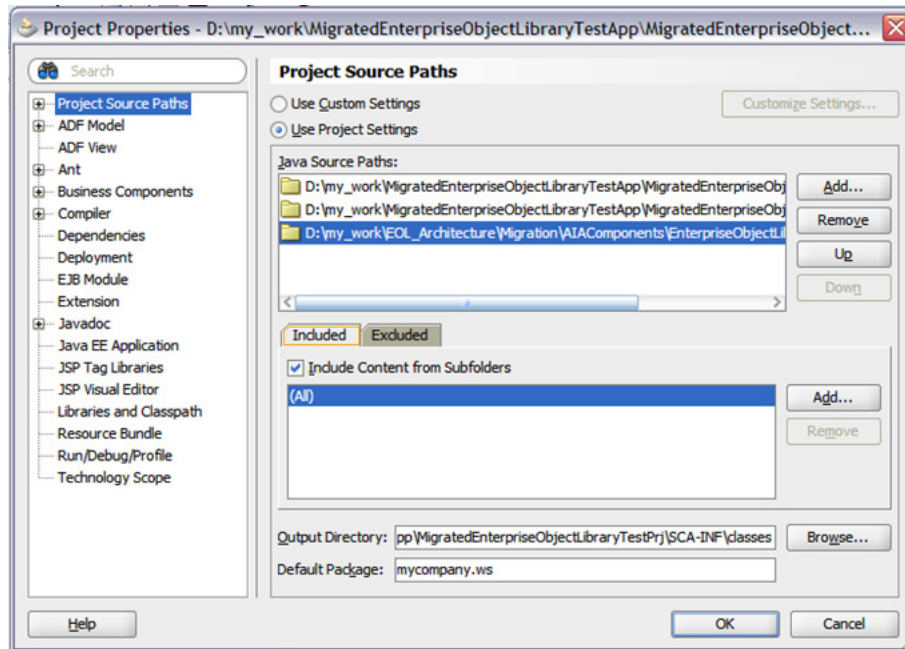 Project Properties - D:\my_work\MigratedEnterpriseObjectLibraryTestApp\MigratedEnterpriseObject...
Search
Project Source Paths
ADF Model
ADF View
Ant
Business Components
Compiler
Dependencies
Deployment
EJB Module
Extension
Javadoc
Java EE Application
JSP Tag Libraries
JSP Visual Editor
Libraries and Classpath
Resource Bundle
Run/Debug/Profile
Technology Scope
Project Source Paths
Use Custom Settings
Customize Settings...
Use Project Settings
Java Source Paths:
D:\my_work\MigratedEnterpriseObjectLibraryTestApp\MigratedEnterpriseObj
D:\my_work\MigratedEnterpriseObjectLibraryTestApp\MigratedEnterpriseObj
D:\my_work\EOL_Architecture\Migration\AIAComponents\EnterpriseObjectLi
Add...
Remove
Up
Down
Included
Excluded
Include Content from Subfolders
(All)
Add...
Remove
Output Directory: pp\MigratedEnterpriseObjectLibraryTestPrj\SCA-INF\classes
Browse...
Default Package: mycompany.ws
Help
OK
Cancel